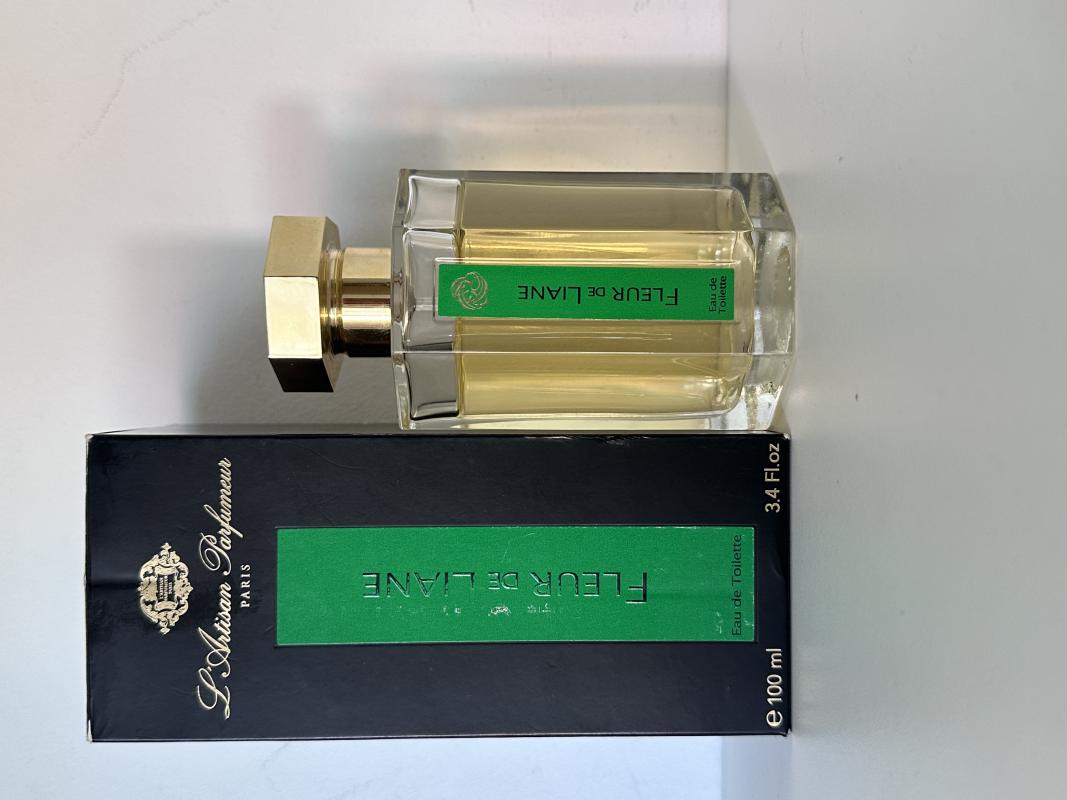 L'Artisan Parfumeur
PARIS
FLEUR DE LIANE
Eau de Toilette
e 100 ml 3.4 Fl.oz
FLEUR DE LIANE
Eau de
Toilette